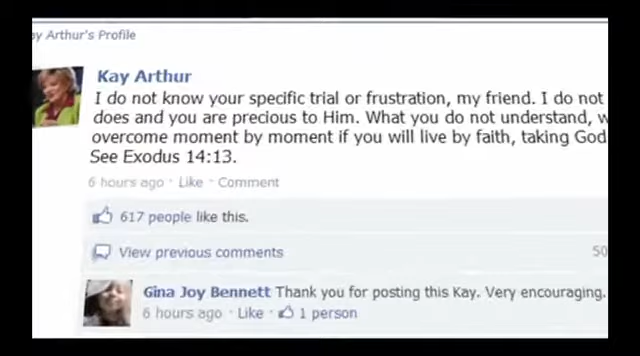 ay Arthur's Profile
Kay Arthur
I do not know your specific trial or frustration, my friend. I do not
does and you are precious to Him. What you do not understand, w
overcome moment by moment if you will live by faith, taking God
See Exodus 14:13.
6 hours ago · Like · Comment
617 people like this.
View previous comments
50
Gina Joy Bennett Thank you for posting this Kay. Very encouraging.
6 hours ago · Like · 1 person